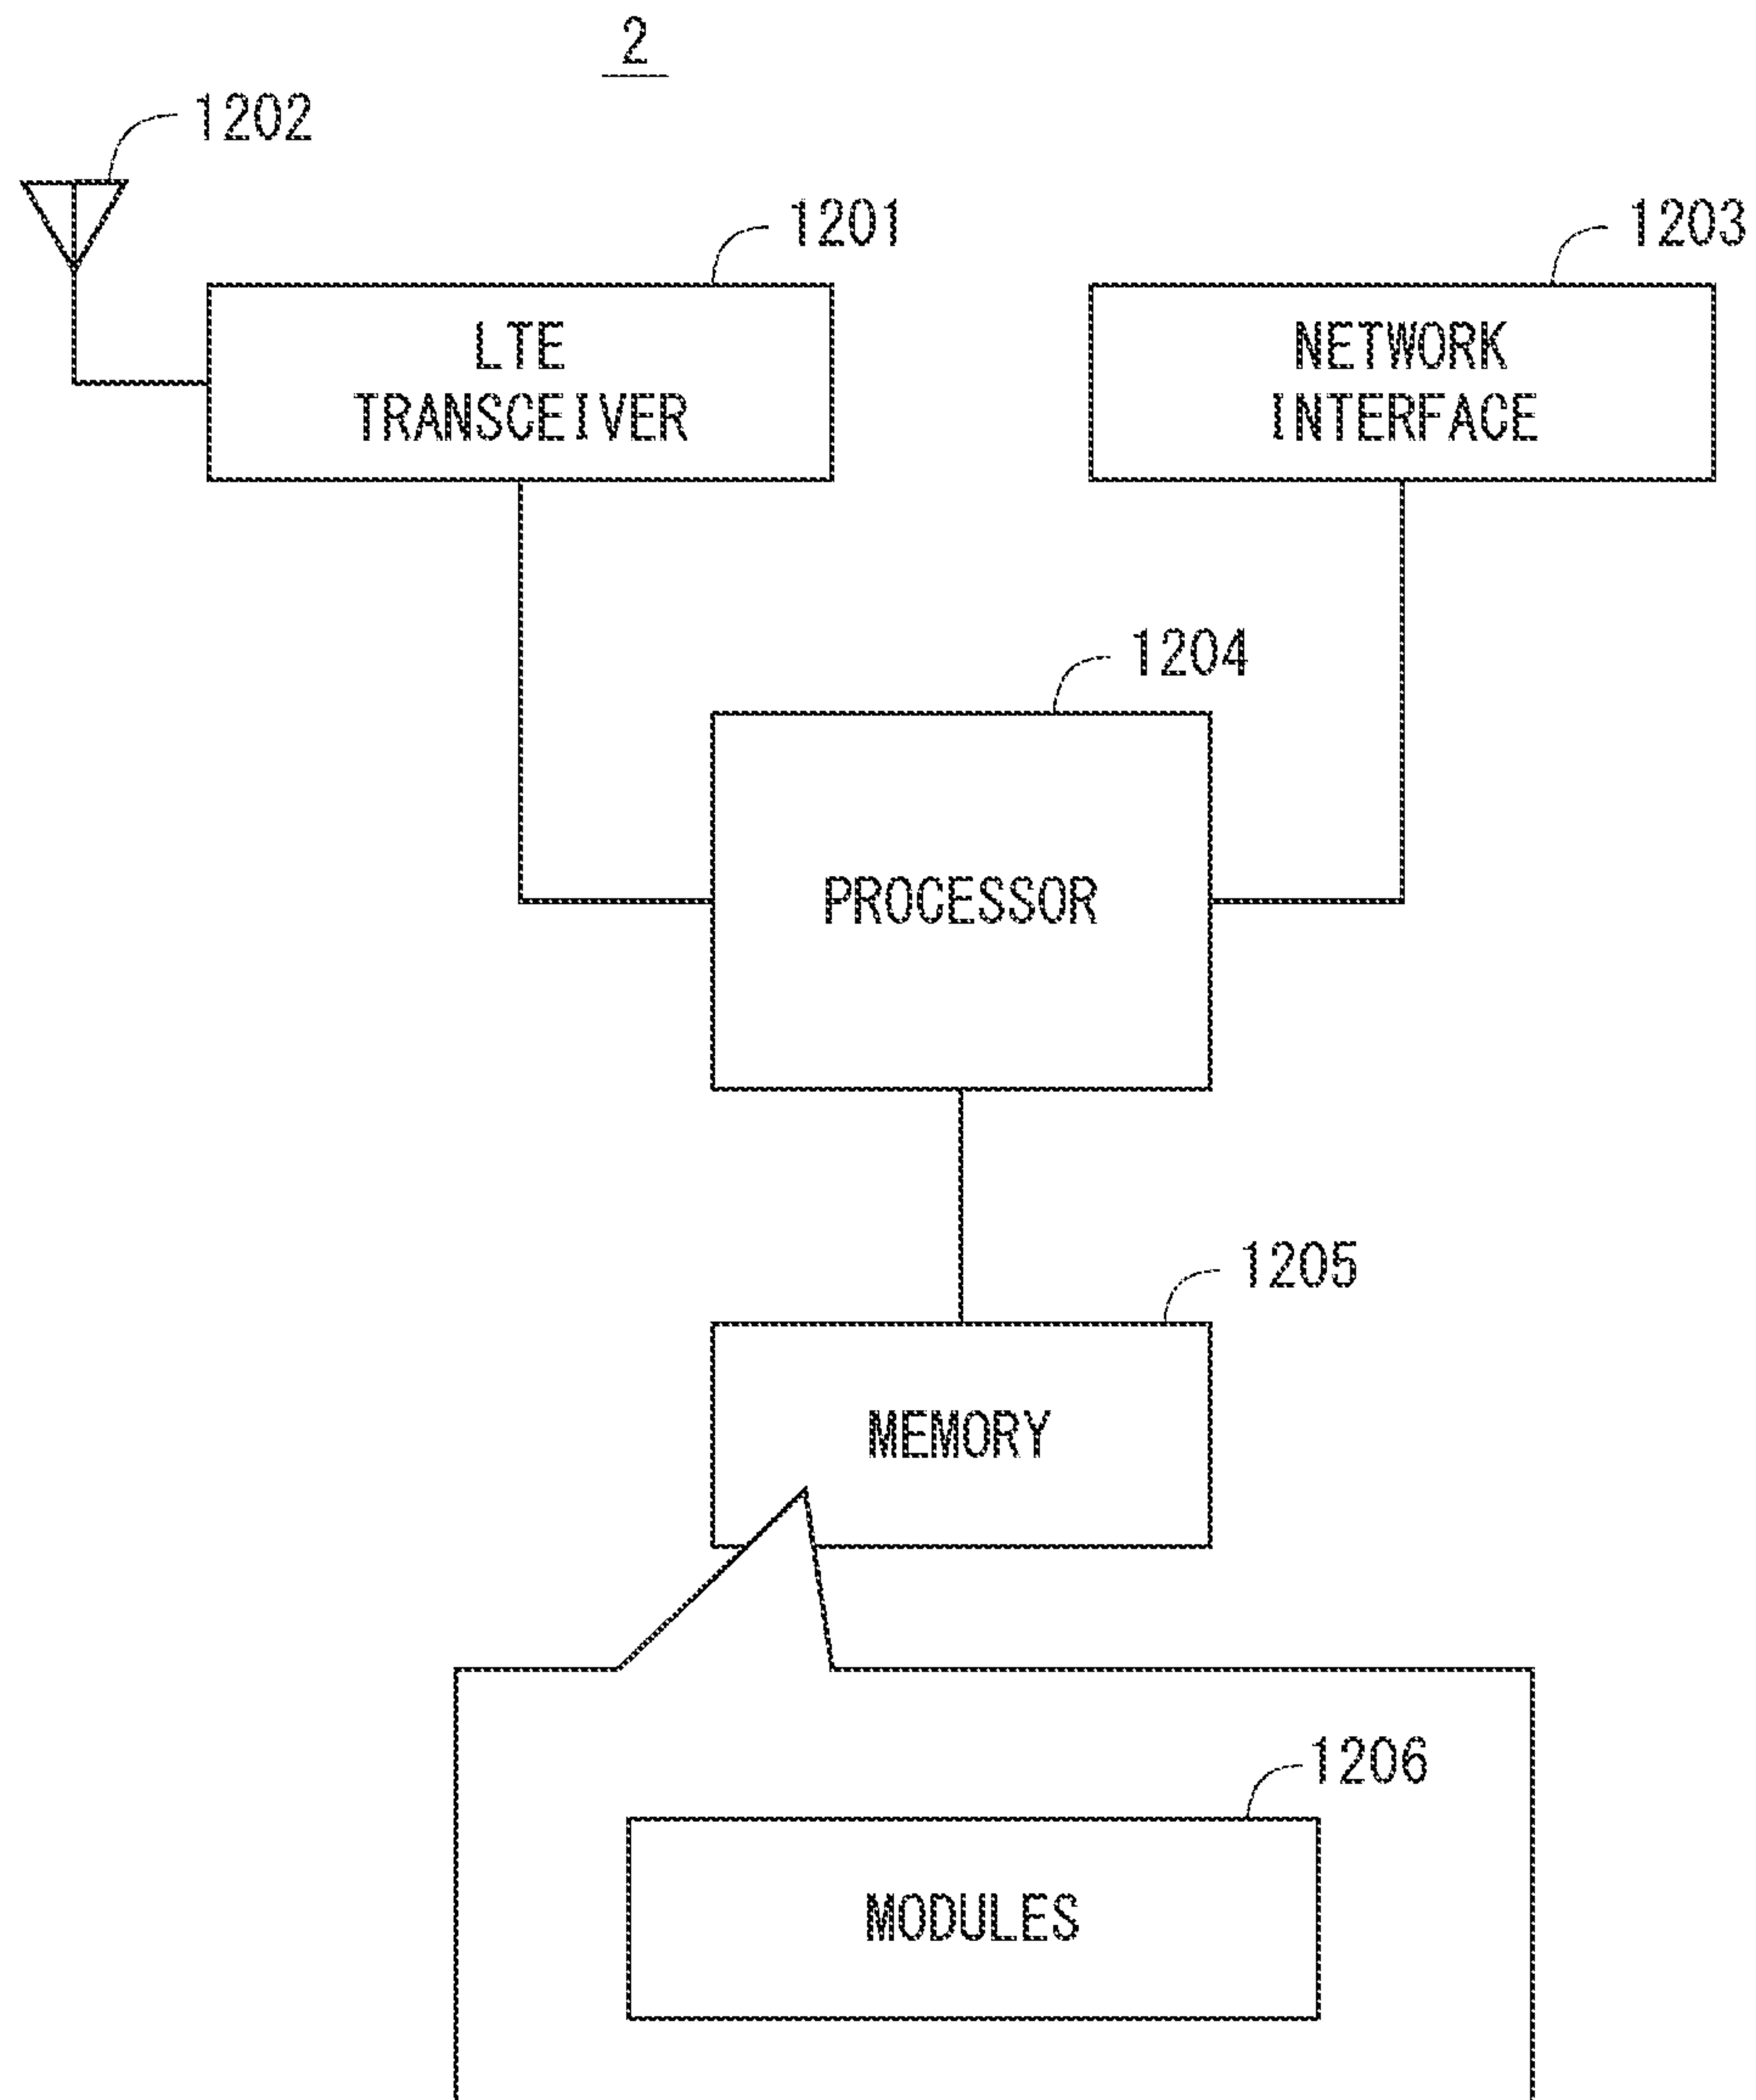 2
1202
1201
1203
LTE
TRANSCEIVER
NETWORK
INTERFACE
1204
PROCESSOR
1205
MEMORY
1206
MODULES